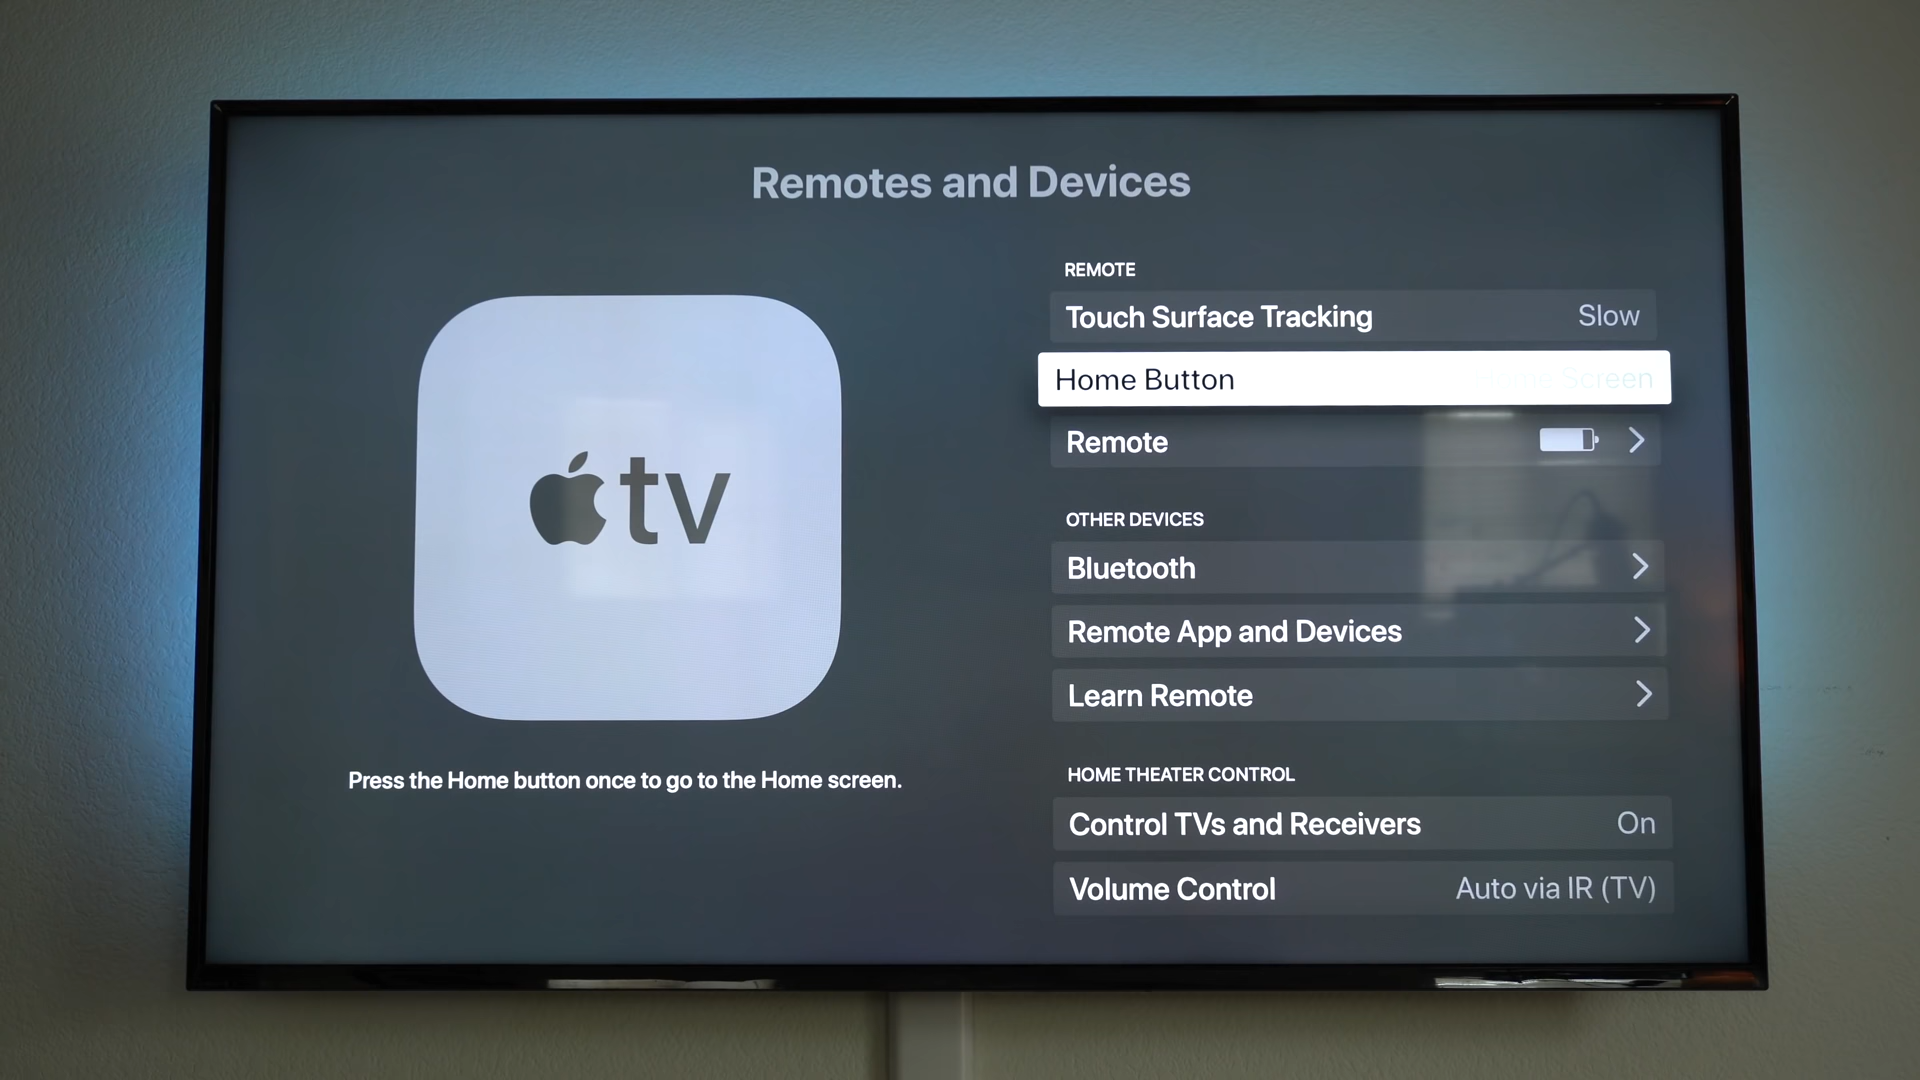 Remotes and Devices
tv
Press the Home button once to go to the Home screen.
REMOTE
Touch Surface Tracking Slow
Home Button Home Screen
Remote
OTHER DEVICES
Bluetooth
Remote App and Devices
Learn Remote
HOME THEATER CONTROL
Control TVs and Receivers On
Volume Control Auto via IR (TV)